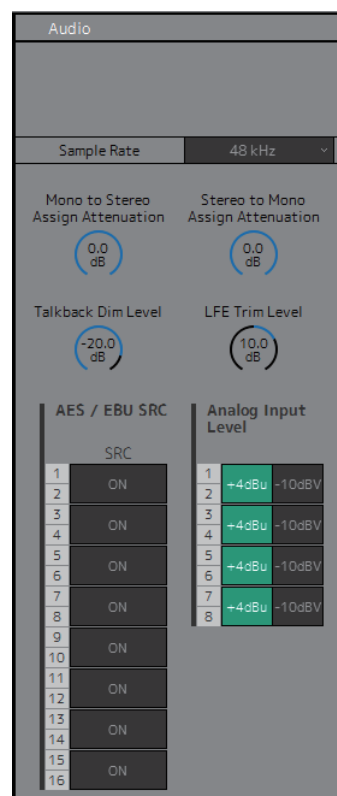 Audio
Sample Rate 48 kHz
Mono to Stereo
Assign Attenuation
Stereo to Mono
Assign Attenuation
0.0
dB
0.0
dB
Talkback Dim Level
LFE Trim Level
-20.0
dB
10.0
dB
AES / EBU SRC
SRC
1
2
ON
3
4
ON
5
6
ON
7
8
ON
9
10
ON
11
12
ON
13
14
ON
15
16
ON
Analog Input
Level
1
2
+4dBu -10dBV
3
4
+4dBu -10dBV
5
6
+4dBu -10dBV
7
8
+4dBu -10dBV